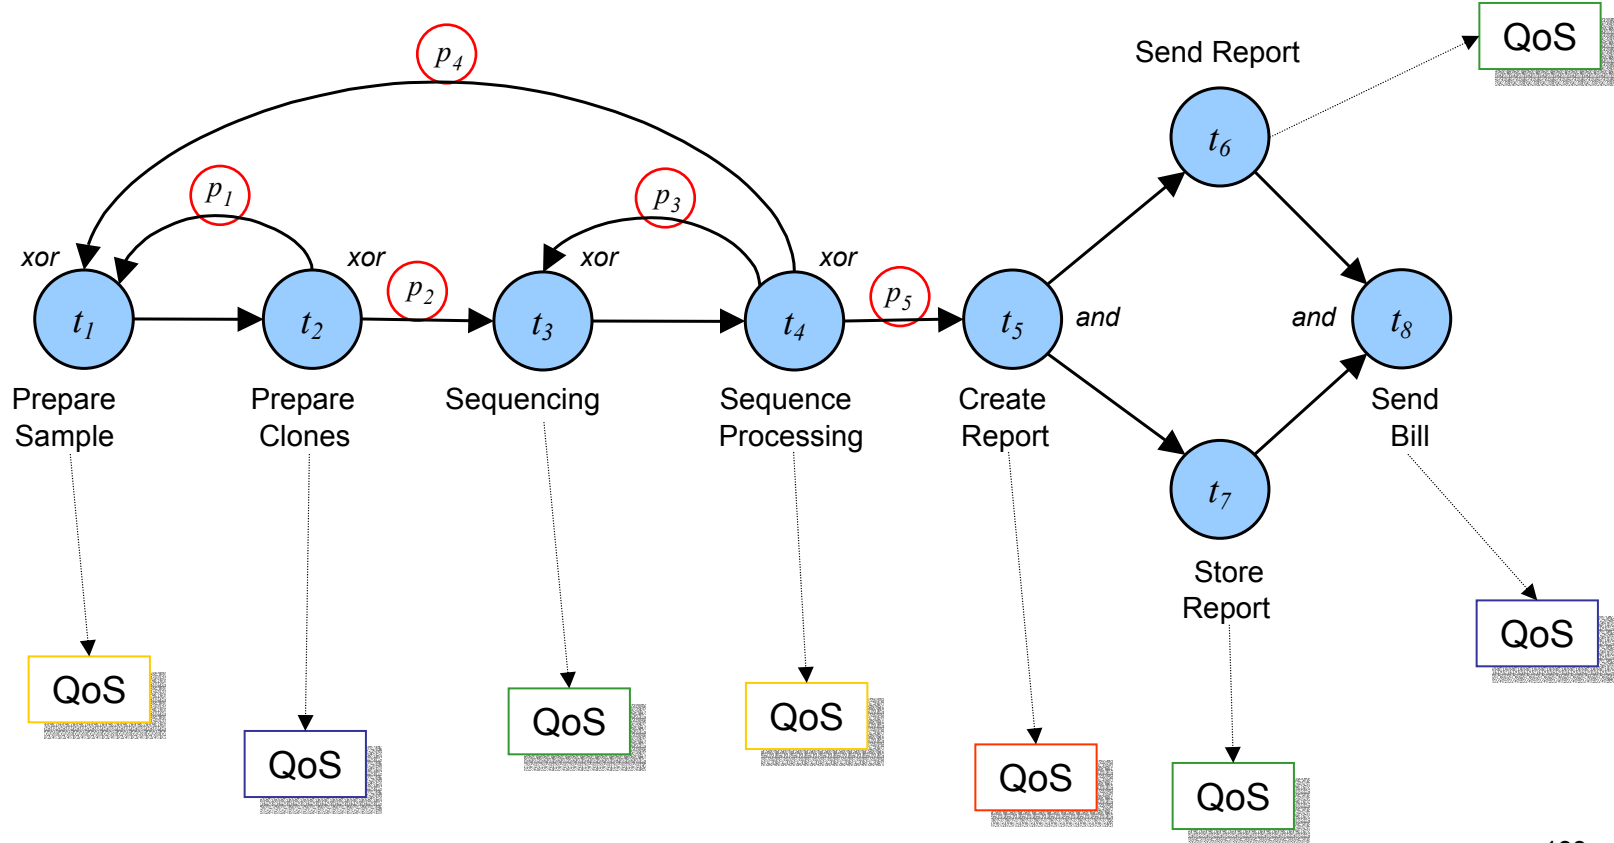 p4
Send Report
QoS
t6
p1
p3
xor
xor
xor
xor
p2
p5
t1
t2
t3
t4
t5
and
and
t8
Prepare
Sample
Prepare
Clones
Sequencing
Sequence
Processing
Create
Report
Send
Bill
t7
Store
Report
QoS
QoS
QoS
QoS
QoS
QoS
QoS